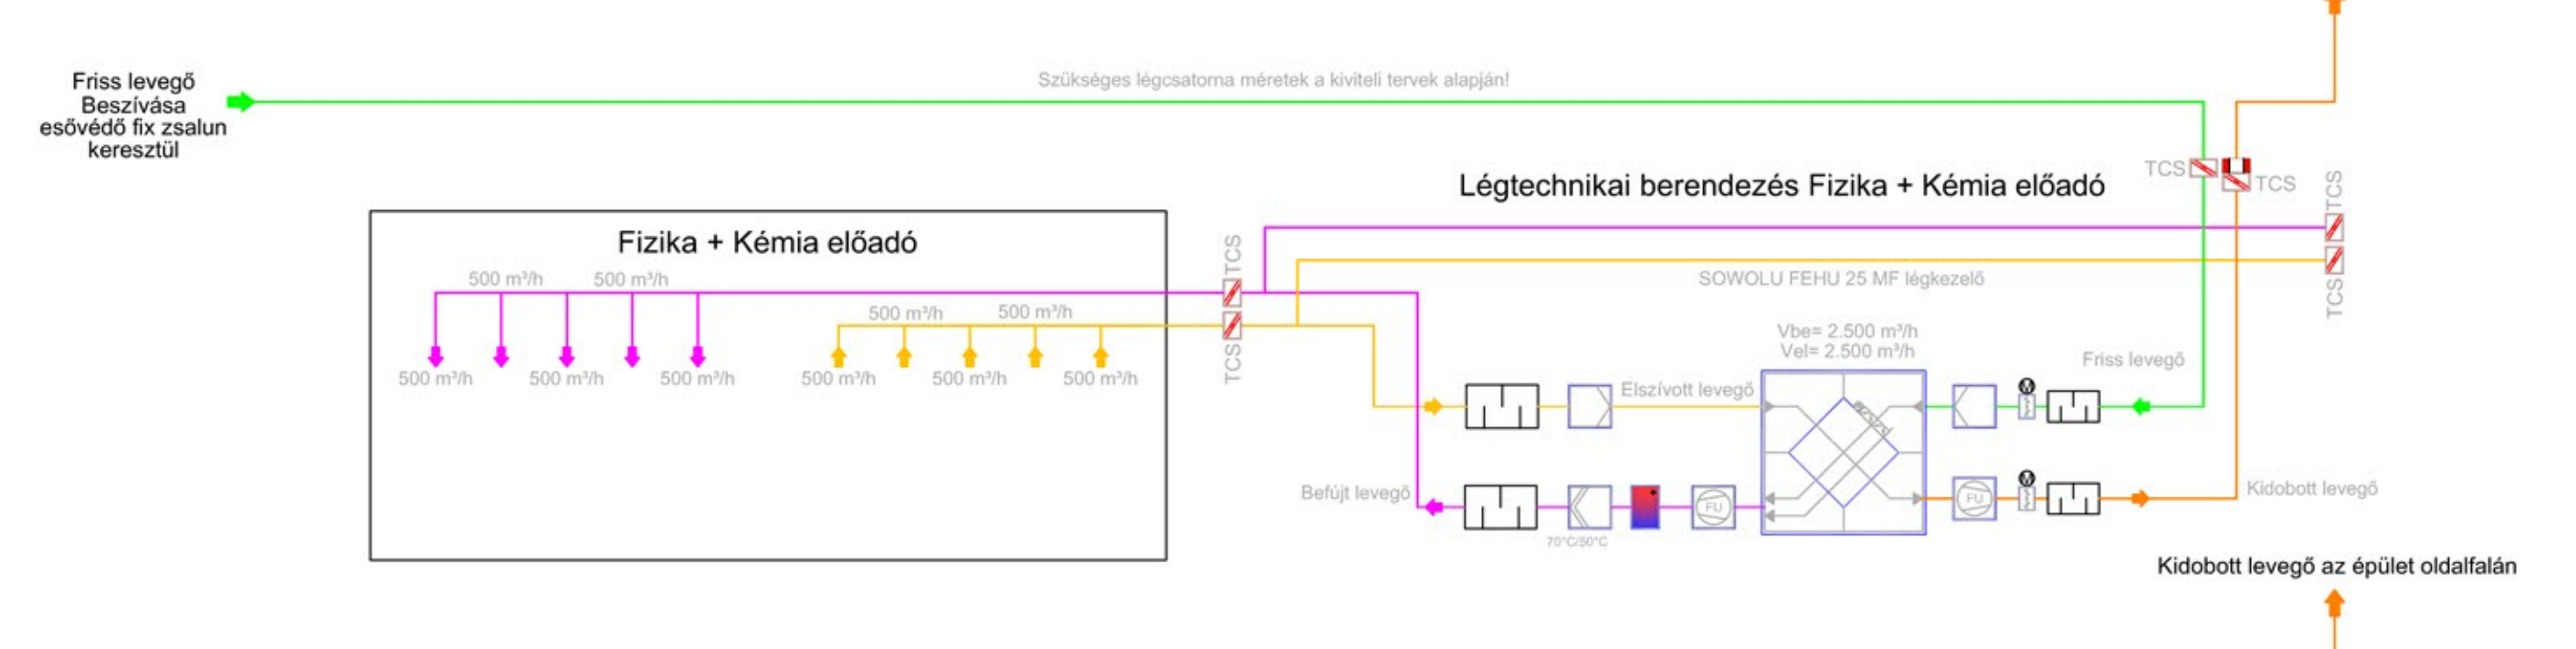 Friss levegő
Beszívása
esővédő fix zsalun
keresztül
Szükséges légcsatorna méretek a kiviteli tervek alapján!
TCS
TCS
TCS
Légtechnikai berendezés Fizika + Kémia előadó
Fizika + Kémia előadó
TCS
500 m³/h
500 m³/h
SOWOLU FEHU 25 MF légkezelő
TCS
500 m³/h
500 m³/h
Vbe= 2.500 m³/h
Vel= 2.500 m³/h
TCS
Friss levegő
500 m³/h
500 m³/h
500 m³/h
500 m³/h
500 m³/h
500 m³/h
Elszívott levegő
M
Befújt levegő
FU
FU
M
Kidobott levegő
70°C/50°C
Kidobott levegő az épület oldalfalán